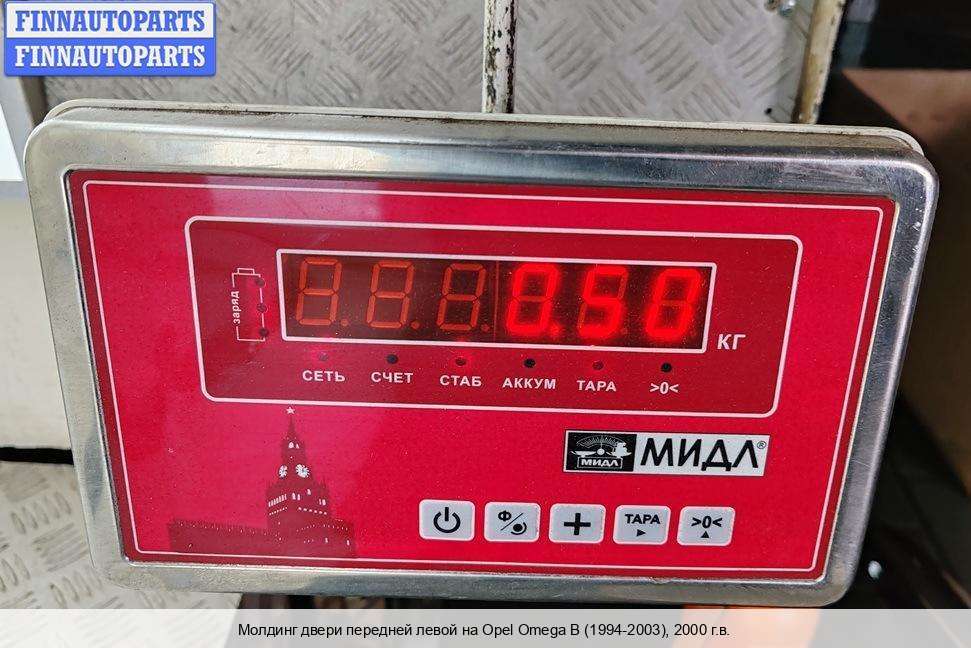 FINNAUTOPARTS
FINNAUTOPARTS
заряд
0.50
КГ
СЕТЬ СЧЕТ СТАБ АККУМ ТАРА >0<
МИДЛ МИДЛ®
Ф + ТАРА >0<
Молдинг двери передней левой на Opel Omega B (1994-2003), 2000 г.в.